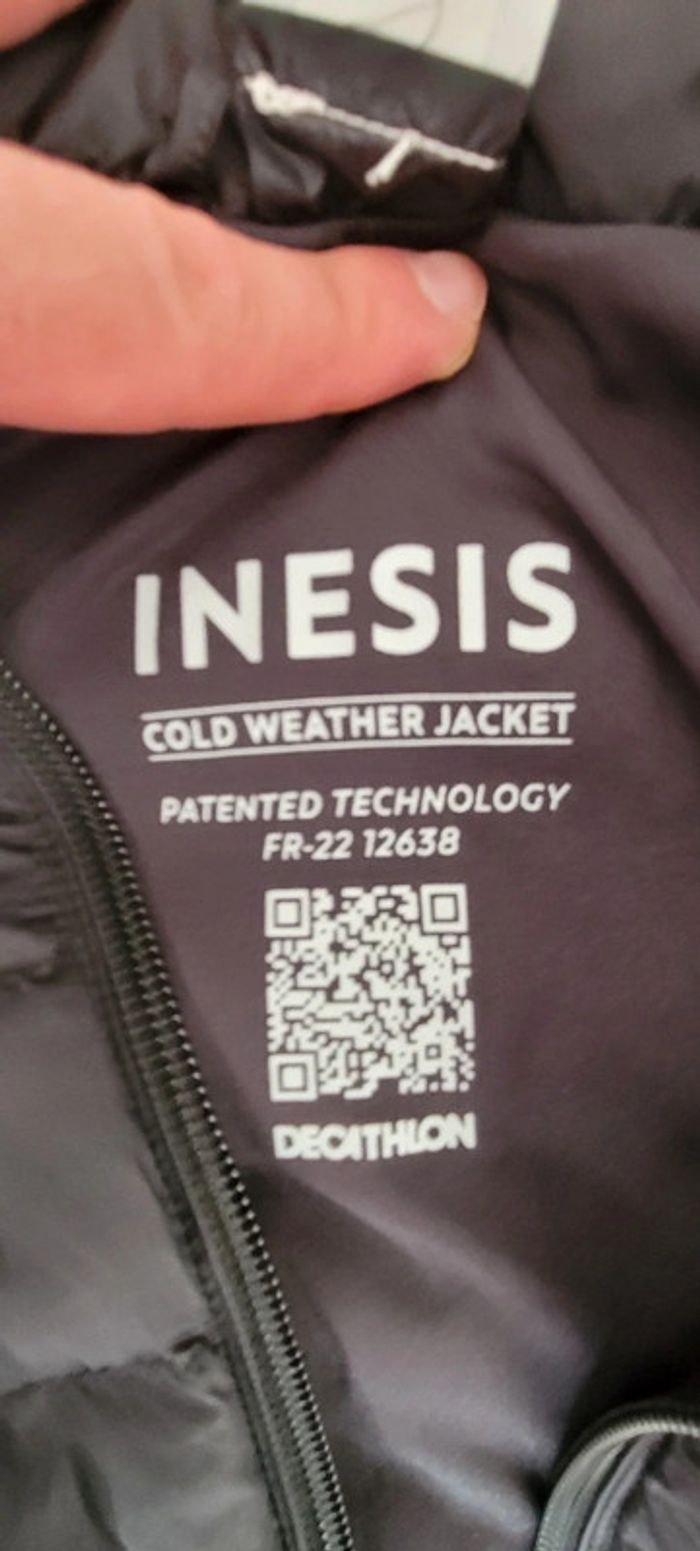 INESIS
COLD WEATHER JACKET
PATENTED TECHNOLOGY
FR-22 12638
DECATHLON